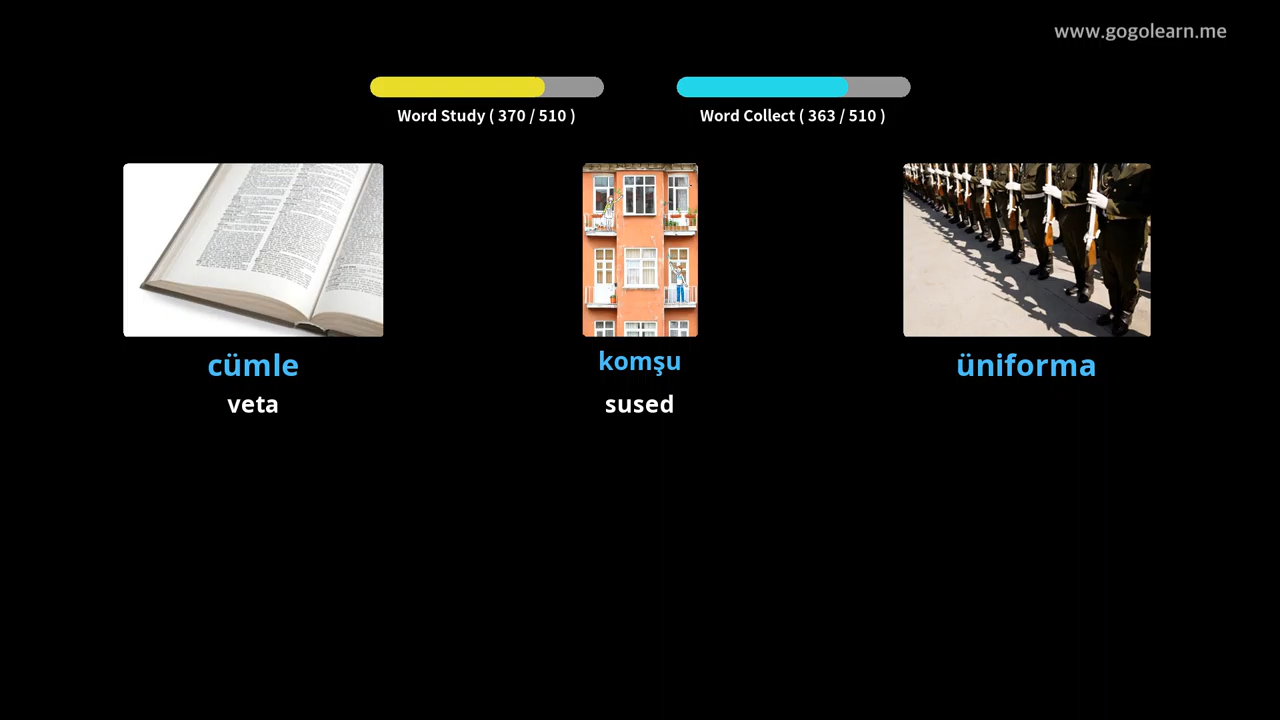 www.gogolearn.me
Word Study ( 370 / 510 )
Word Collect ( 363 / 510 )
cümle
veta
komşu
sused
üniforma